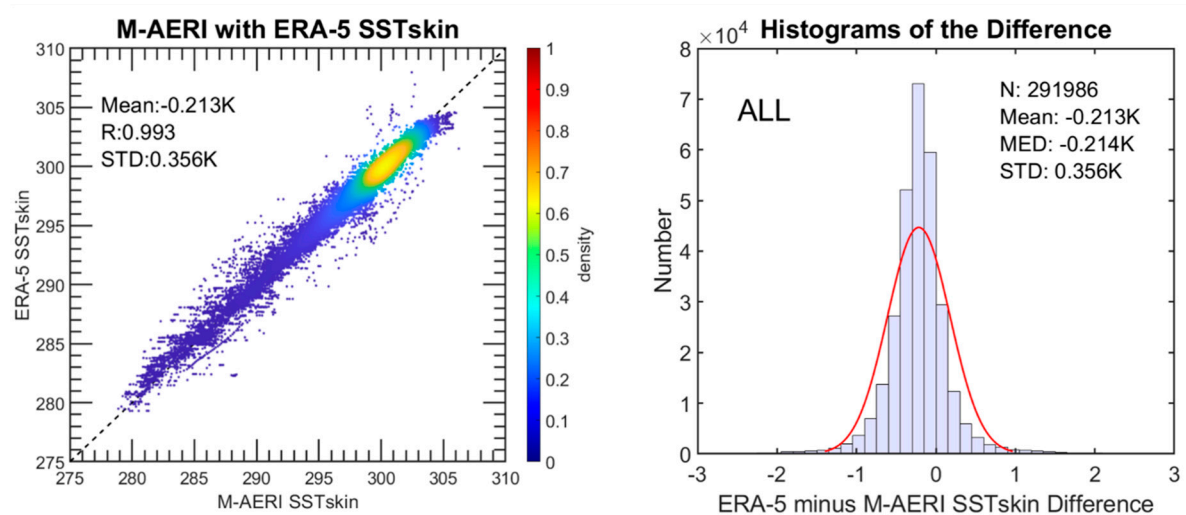 M-AERI with ERA-5 SSTskin
310
305
300
295
290
285
280
275
ERA-5 SSTskin
Mean:-0.213K
R:0.993
STD:0.356K
275 280 285 290 295 300 305 310
M-AERI SSTskin
1
0.9
0.8
0.7
0.6
0.5
0.4
0.3
0.2
0.1
0
density
Histograms of the Difference
×10⁴
8
7
6
5
4
3
2
1
0
Number
ALL
N: 291986
Mean: -0.213K
MED: -0.214K
STD: 0.356K
-3 -2 -1 0 1 2 3
ERA-5 minus M-AERI SSTskin Difference